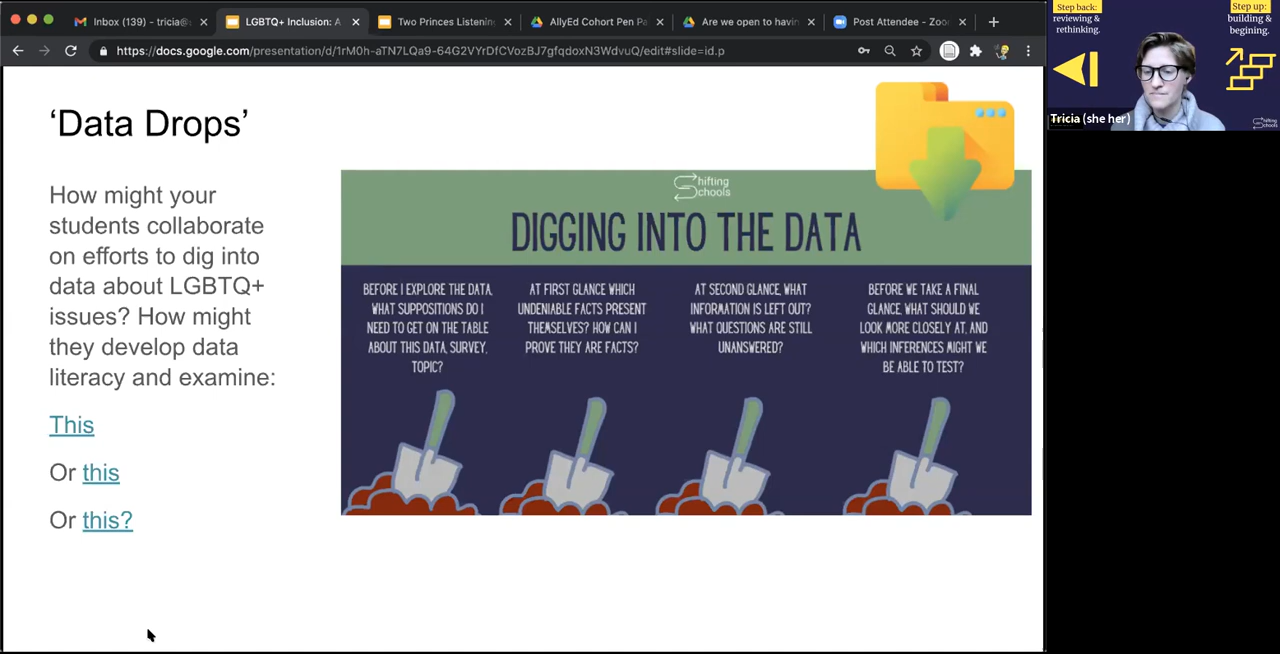 Inbox (139) - tricia@
LGBTQ+ Inclusion: A
Two Princes Listening
AllyEd Cohort Pen Pa
Are we open to havin
Post Attendee - Zoo
https://docs.google.com/presentation/d/1rM0h-aTN7LQa9-64G2VYrDfCVozBJ7gfqdoxN3WdvuQ/edit#slide=id.p
‘Data Drops’
How might your
students collaborate
on efforts to dig into
data about LGBTQ+
issues? How might
they develop data
literacy and examine:
This
Or this
Or this?
Shifting
Schools
DIGGING INTO THE DATA
BEFORE I EXPLORE THE DATA,
WHAT SUPPOSITIONS DO I
NEED TO GET ON THE TABLE
ABOUT THIS DATA, SURVEY,
TOPIC?
AT FIRST GLANCE WHICH
UNDENIABLE FACTS PRESENT
THEMSELVES? HOW CAN I
PROVE THEY ARE FACTS?
AT SECOND GLANCE, WHAT
INFORMATION IS LEFT OUT?
WHAT QUESTIONS ARE STILL
UNANSWERED?
BEFORE WE TAKE A FINAL
GLANCE, WHAT SHOULD WE
LOOK MORE CLOSELY AT, AND
WHICH INFERENCES MIGHT WE
BE ABLE TO TEST?
Step back:
reviewing &
rethinking.
Step up:
building &
begining.
Tricia (she her)
Shifting
Schools